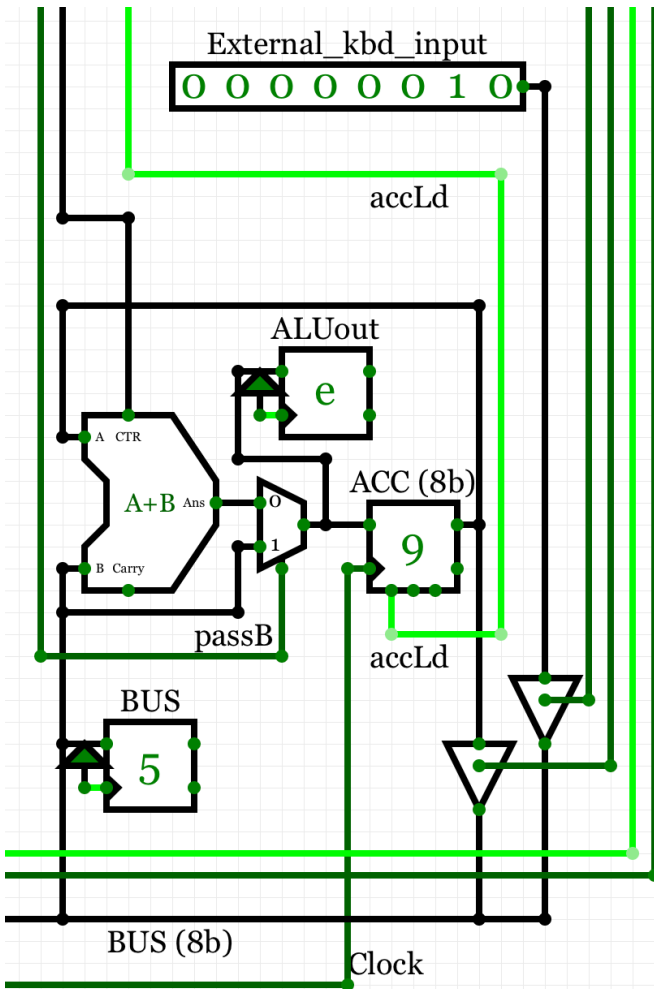 External_kbd_input
0 0 0 0 0 0 1 0
accLd
ALUout
e
A CTR
ACC (8b)
A+B Ans
0
9
1
B Carry
passB
accLd
BUS
5
BUS (8b)
Clock